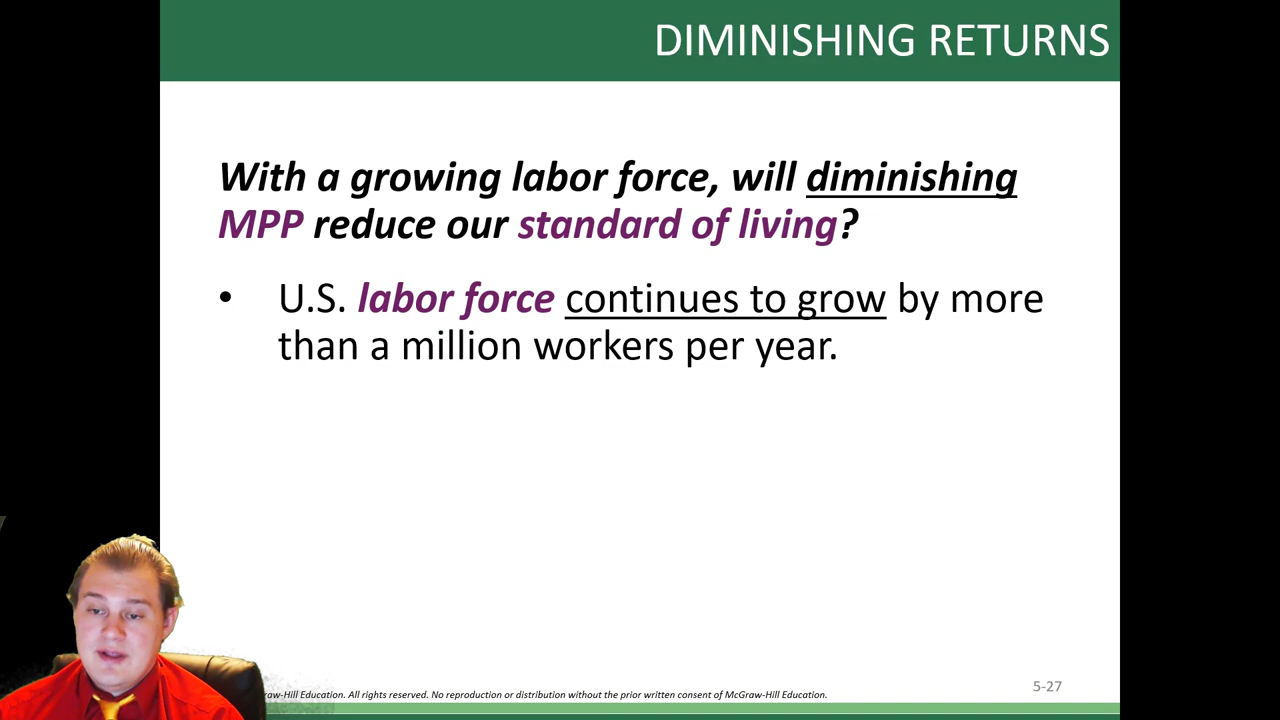 DIMINISHING RETURNS
With a growing labor force, will diminishing
MPP reduce our standard of living?
• U.S. labor force continues to grow by more
than a million workers per year.
-Hill Education. All rights reserved. No reproduction or distribution without the prior written consent of McGraw-Hill Education.
5-27